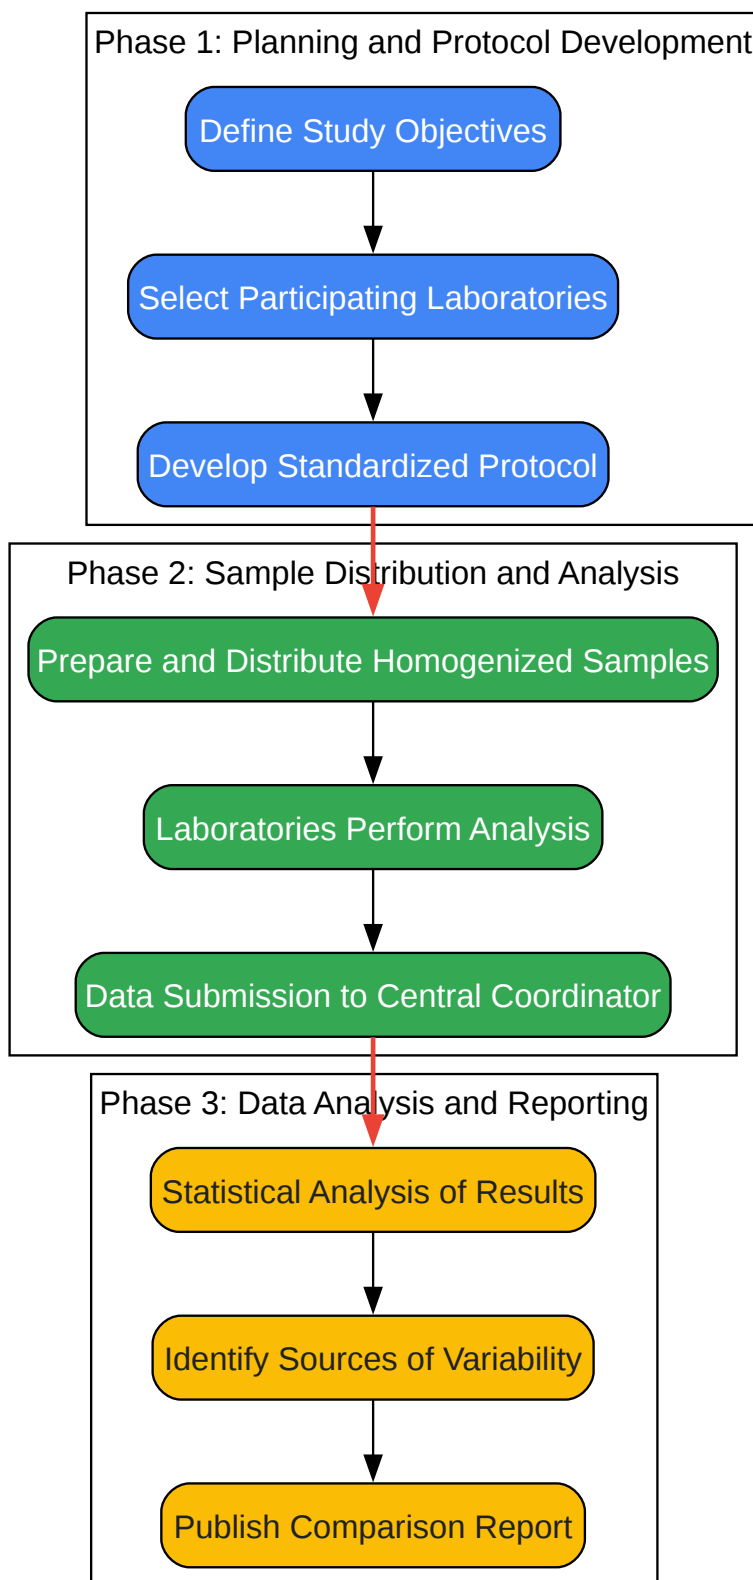 Phase 1: Planning and Protocol Development
Define Study Objectives
Select Participating Laboratories
Develop Standardized Protocol
Phase 2: Sample Distribution and Analysis
Prepare and Distribute Homogenized Samples
Laboratories Perform Analysis
Data Submission to Central Coordinator
Phase 3: Data Analysis and Reporting
Statistical Analysis of Results
Identify Sources of Variability
Publish Comparison Report